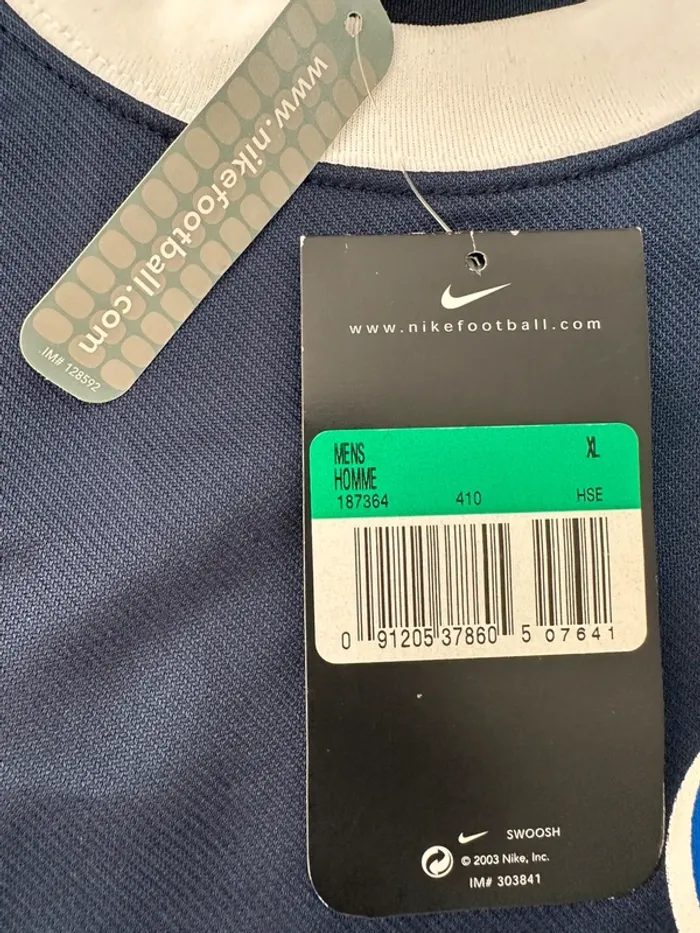 www.nikefootball.com
.IM# 128592
www.nikefootball.com
MENS XL
HOMME
187364 410 HSE
0 91205 37860 5 07641
SWOOSH
© 2003 Nike, Inc.
IM# 303841